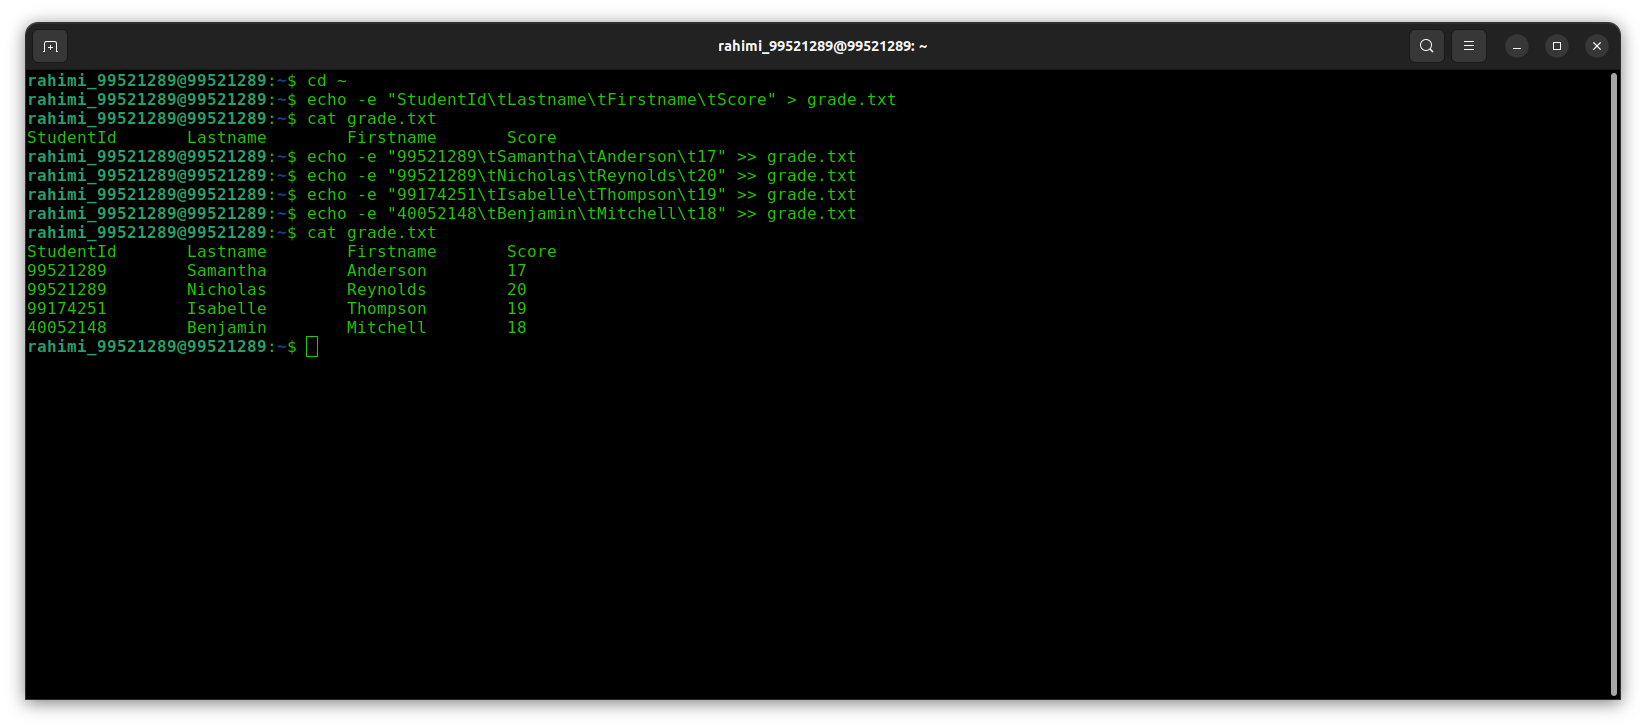 rahimi_99521289@99521289: ~
rahimi_99521289@99521289:~$ cd ~
rahimi_99521289@99521289:~$ echo -e "StudentId\tLastname\tFirstname\tScore" > grade.txt
rahimi_99521289@99521289:~$ cat grade.txt
StudentId       Lastname        Firstname       Score
rahimi_99521289@99521289:~$ echo -e "99521289\tSamantha\tAnderson\t17" >> grade.txt
rahimi_99521289@99521289:~$ echo -e "99521289\tNicholas\tReynolds\t20" >> grade.txt
rahimi_99521289@99521289:~$ echo -e "99174251\tIsabelle\tThompson\t19" >> grade.txt
rahimi_99521289@99521289:~$ echo -e "40052148\tBenjamin\tMitchell\t18" >> grade.txt
rahimi_99521289@99521289:~$ cat grade.txt
StudentId       Lastname        Firstname       Score
99521289        Samantha        Anderson        17
99521289        Nicholas        Reynolds        20
99174251        Isabelle        Thompson        19
40052148        Benjamin        Mitchell        18
rahimi_99521289@99521289:~$